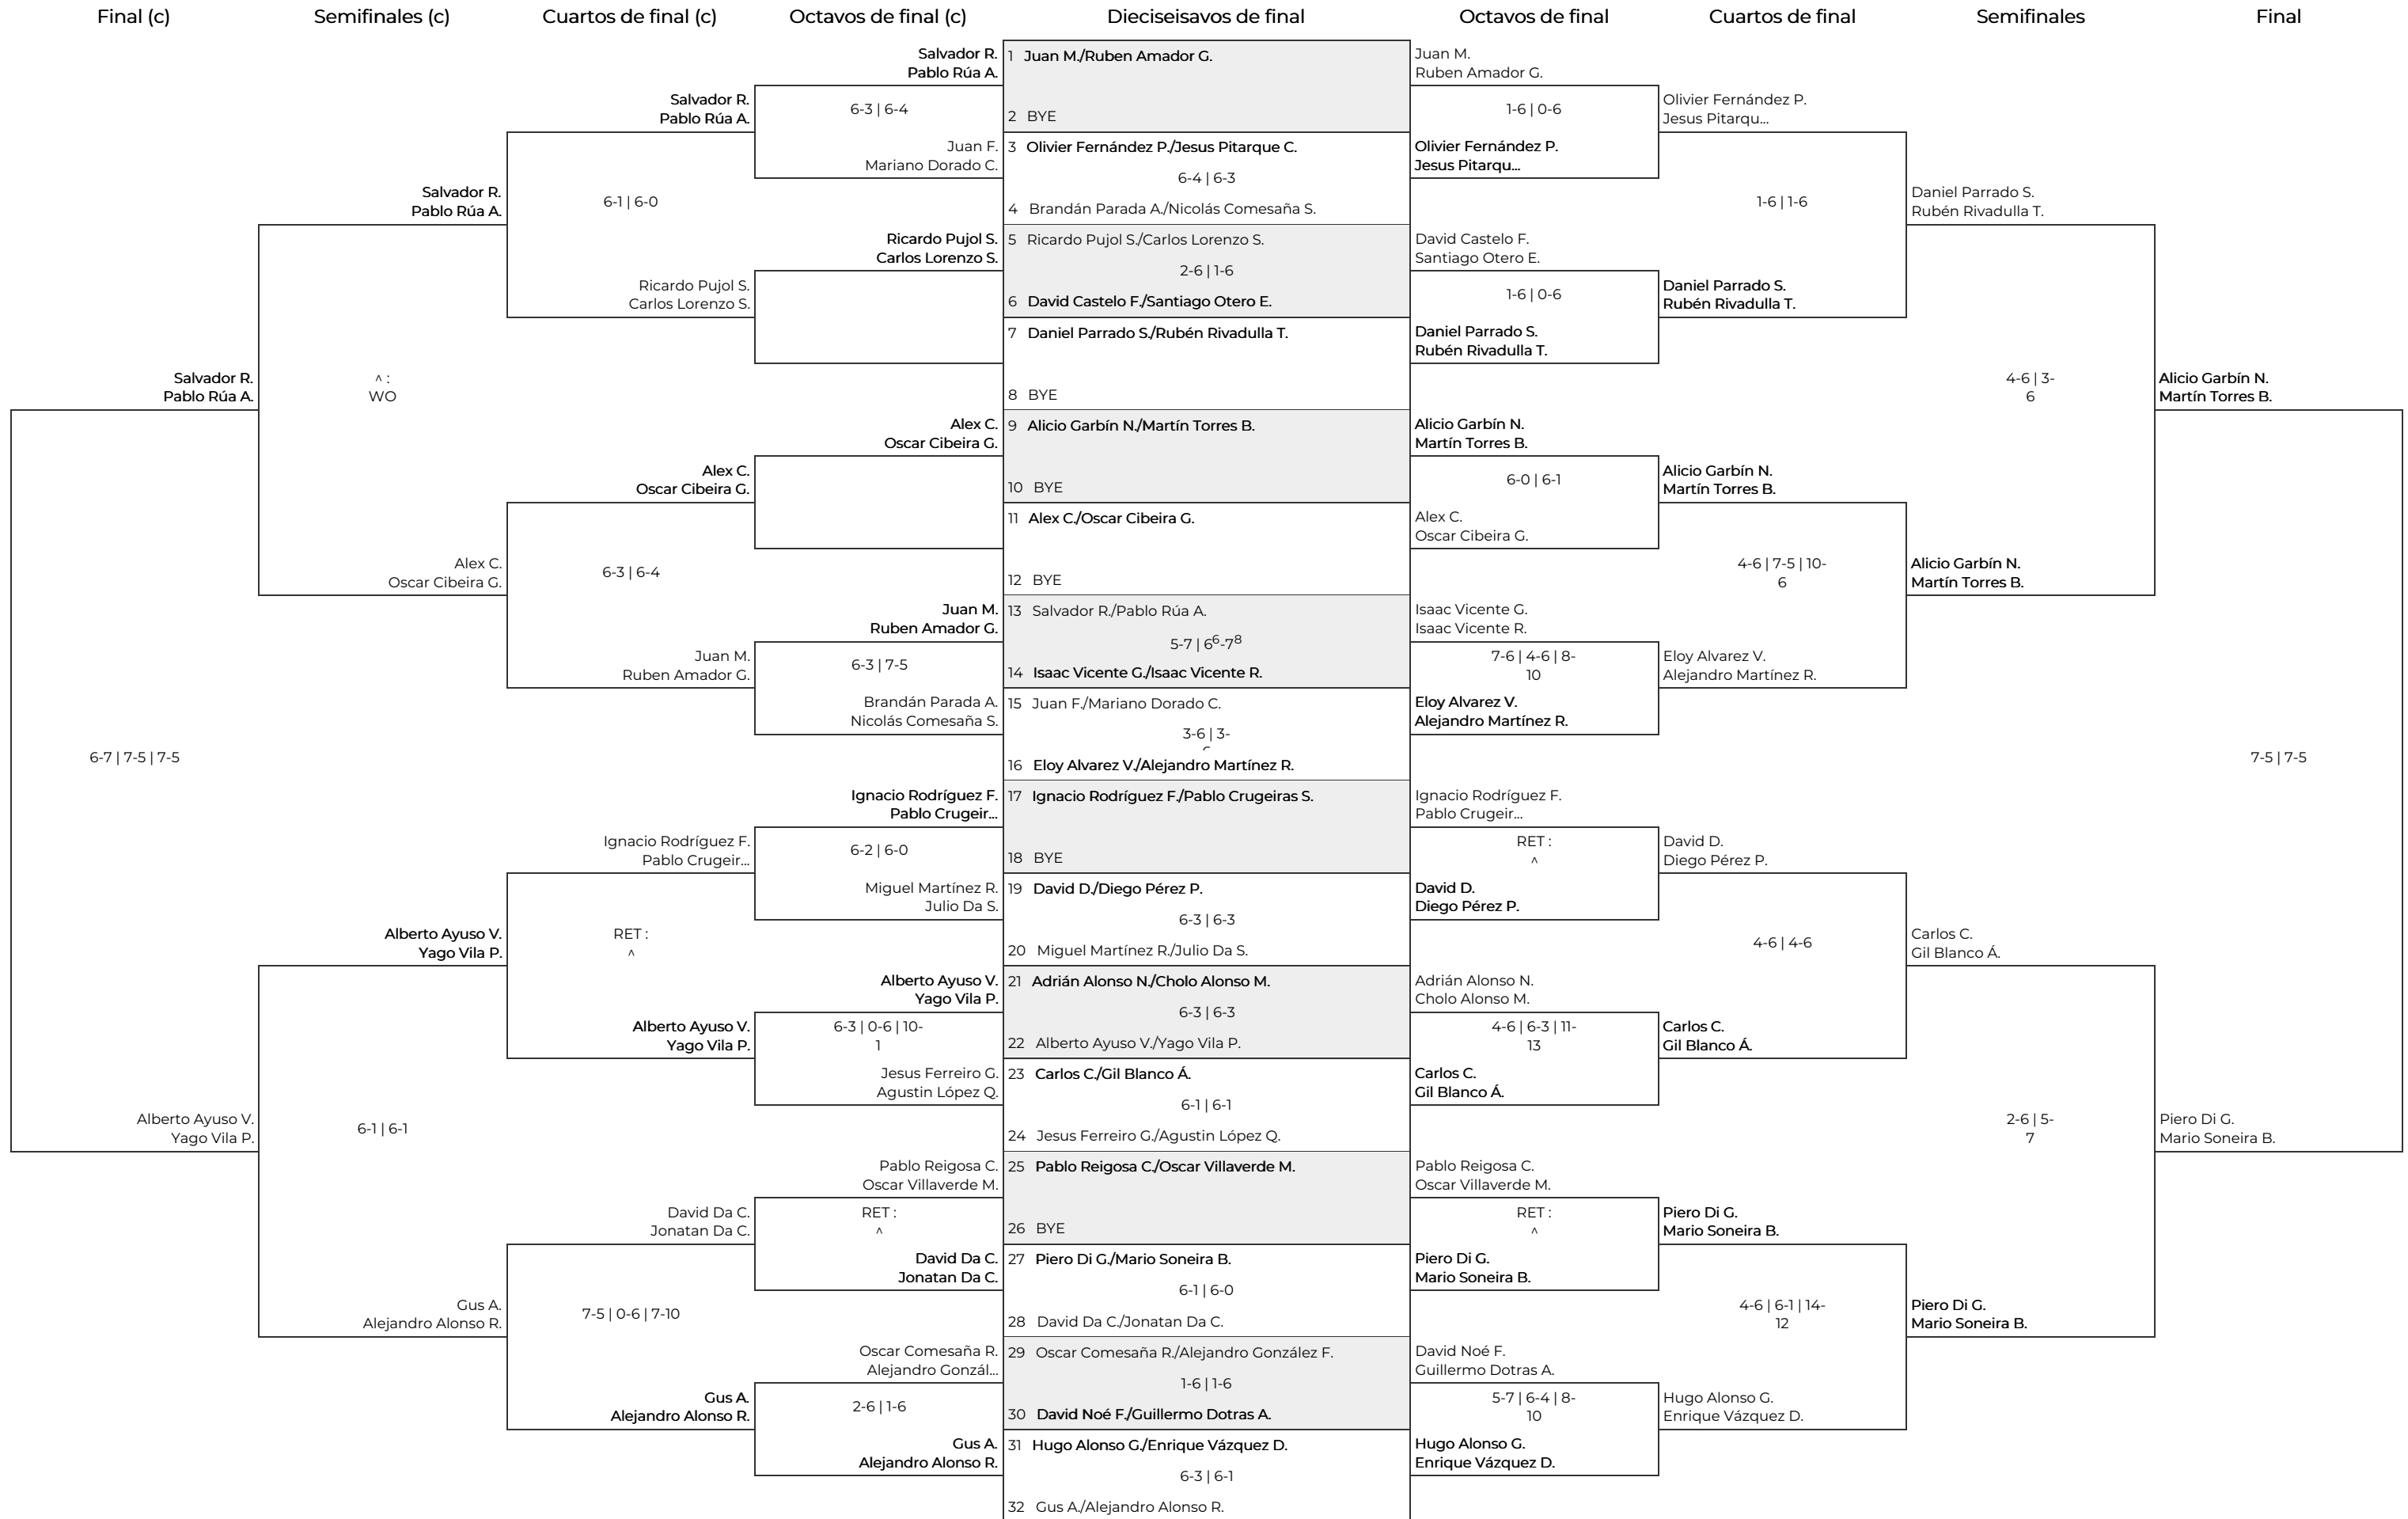 Final (c)
Semifinales (c)
Cuartos de final (c)
Octavos de final (c)
Dieciseisavos de final
Octavos de final
Cuartos de final
Semifinales
Final
Salvador R.
Pablo Rúa A.
6-7 | 7-5 | 7-5
Alberto Ayuso V.
Yago Vila P.
Salvador R.
Pablo Rúa A.
^ :
WO
Alex C.
Oscar Cibeira G.
Alberto Ayuso V.
Yago Vila P.
6-1 | 6-1
Gus A.
Alejandro Alonso R.
Salvador R.
Pablo Rúa A.
6-1 | 6-0
Ricardo Pujol S.
Carlos Lorenzo S.
Alex C.
Oscar Cibeira G.
6-3 | 6-4
Juan M.
Ruben Amador G.
Ignacio Rodríguez F.
Pablo Crugeir...
RET :
^
Alberto Ayuso V.
Yago Vila P.
David Da C.
Jonatan Da C.
7-5 | 0-6 | 7-10
Gus A.
Alejandro Alonso R.
Salvador R.
Pablo Rúa A.
6-3 | 6-4
Juan F.
Mariano Dorado C.
Ricardo Pujol S.
Carlos Lorenzo S.
Alex C.
Oscar Cibeira G.
Juan M.
Ruben Amador G.
6-3 | 7-5
Brandán Parada A.
Nicolás Comesaña S.
Ignacio Rodríguez F.
Pablo Crugeir...
6-2 | 6-0
Miguel Martínez R.
Julio Da S.
Alberto Ayuso V.
Yago Vila P.
6-3 | 0-6 | 10-
1
Jesus Ferreiro G.
Agustin López Q.
Pablo Reigosa C.
Oscar Villaverde M.
RET :
^
David Da C.
Jonatan Da C.
Oscar Comesaña R.
Alejandro Gonzál...
2-6 | 1-6
Gus A.
Alejandro Alonso R.
1 Juan M./Ruben Amador G.
2 BYE
3 Olivier Fernández P./Jesus Pitarque C.
6-4 | 6-3
4 Brandán Parada A./Nicolás Comesaña S.
5 Ricardo Pujol S./Carlos Lorenzo S.
2-6 | 1-6
6 David Castelo F./Santiago Otero E.
7 Daniel Parrado S./Rubén Rivadulla T.
8 BYE
9 Alicio Garbín N./Martín Torres B.
10 BYE
11 Alex C./Oscar Cibeira G.
12 BYE
13 Salvador R./Pablo Rúa A.
5-7 | 6⁶-7⁸
14 Isaac Vicente G./Isaac Vicente R.
15 Juan F./Mariano Dorado C.
3-6 | 3-
16 Eloy Alvarez V./Alejandro Martínez R.
17 Ignacio Rodríguez F./Pablo Crugeiras S.
18 BYE
19 David D./Diego Pérez P.
6-3 | 6-3
20 Miguel Martínez R./Julio Da S.
21 Adrián Alonso N./Cholo Alonso M.
6-3 | 6-3
22 Alberto Ayuso V./Yago Vila P.
23 Carlos C./Gil Blanco Á.
6-1 | 6-1
24 Jesus Ferreiro G./Agustin López Q.
25 Pablo Reigosa C./Oscar Villaverde M.
26 BYE
27 Piero Di G./Mario Soneira B.
6-1 | 6-0
28 David Da C./Jonatan Da C.
29 Oscar Comesaña R./Alejandro González F.
1-6 | 1-6
30 David Noé F./Guillermo Dotras A.
31 Hugo Alonso G./Enrique Vázquez D.
6-3 | 6-1
32 Gus A./Alejandro Alonso R.
Juan M.
Ruben Amador G.
1-6 | 0-6
Olivier Fernández P.
Jesus Pitarqu...
David Castelo F.
Santiago Otero E.
1-6 | 0-6
Daniel Parrado S.
Rubén Rivadulla T.
Alicio Garbín N.
Martín Torres B.
6-0 | 6-1
Alex C.
Oscar Cibeira G.
Isaac Vicente G.
Isaac Vicente R.
7-6 | 4-6 | 8-
10
Eloy Alvarez V.
Alejandro Martínez R.
Ignacio Rodríguez F.
Pablo Crugeir...
RET :
^
David D.
Diego Pérez P.
Adrián Alonso N.
Cholo Alonso M.
4-6 | 6-3 | 11-
13
Carlos C.
Gil Blanco Á.
Pablo Reigosa C.
Oscar Villaverde M.
RET :
^
Piero Di G.
Mario Soneira B.
David Noé F.
Guillermo Dotras A.
5-7 | 6-4 | 8-
10
Hugo Alonso G.
Enrique Vázquez D.
Olivier Fernández P.
Jesus Pitarqu...
1-6 | 1-6
Daniel Parrado S.
Rubén Rivadulla T.
Alicio Garbín N.
Martín Torres B.
4-6 | 7-5 | 10-
6
Eloy Alvarez V.
Alejandro Martínez R.
David D.
Diego Pérez P.
4-6 | 4-6
Carlos C.
Gil Blanco Á.
Piero Di G.
Mario Soneira B.
4-6 | 6-1 | 14-
12
Hugo Alonso G.
Enrique Vázquez D.
Daniel Parrado S.
Rubén Rivadulla T.
4-6 | 3-
6
Alicio Garbín N.
Martín Torres B.
Carlos C.
Gil Blanco Á.
2-6 | 5-
7
Piero Di G.
Mario Soneira B.
Alicio Garbín N.
Martín Torres B.
7-5 | 7-5
Piero Di G.
Mario Soneira B.